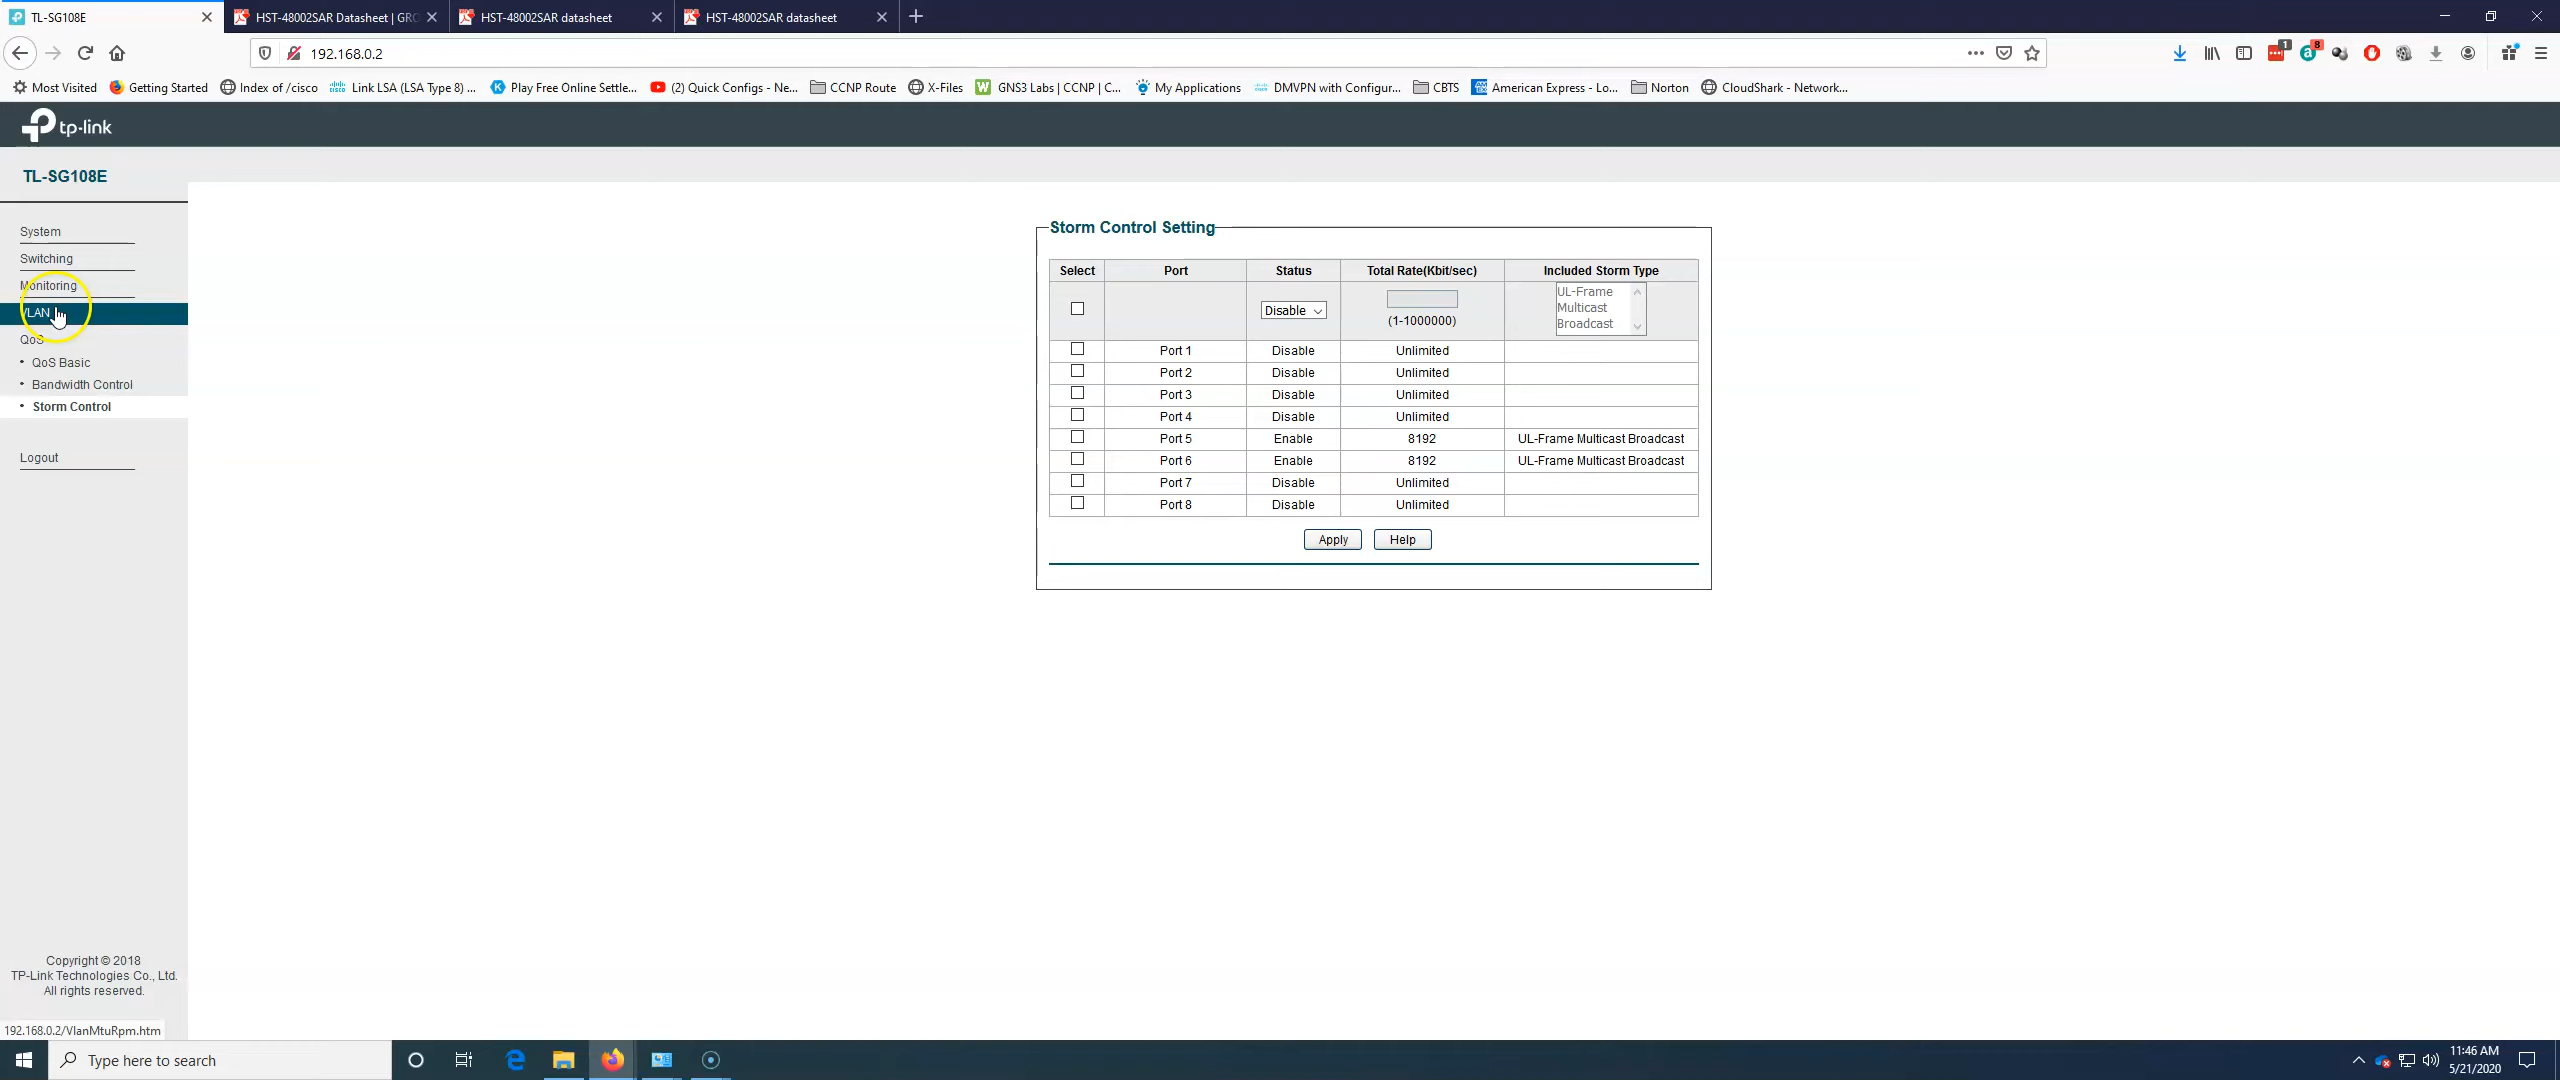 TL-SG108E
HST-48002SAR Datasheet | GRO
HST-48002SAR datasheet
HST-48002SAR datasheet
192.168.0.2
1
8
Most Visited
Getting Started
Index of /cisco
Link LSA (LSA Type 8) ...
Play Free Online Settle...
(2) Quick Configs - Ne...
CCNP Route
X-Files
GNS3 Labs | CCNP | C...
My Applications
DMVPN with Configur...
CBTS
American Express - Lo...
Norton
CloudShark - Network...
tp-link
TL-SG108E
System
Switching
Monitoring
VLAN
QoS
QoS Basic
Bandwidth Control
Storm Control
Logout
Storm Control Setting
Select Port Status Total Rate(Kbit/sec) Included Storm Type
Disable (1-1000000)
UL-Frame
Multicast
Broadcast
Port 1 Disable Unlimited
Port 2 Disable Unlimited
Port 3 Disable Unlimited
Port 4 Disable Unlimited
Port 5 Enable 8192 UL-Frame Multicast Broadcast
Port 6 Enable 8192 UL-Frame Multicast Broadcast
Port 7 Disable Unlimited
Port 8 Disable Unlimited
Apply Help
Copyright © 2018
TP-Link Technologies Co., Ltd.
All rights reserved.
192.168.0.2/VlanMtuRpm.htm
Type here to search
11:46 AM
5/21/2020